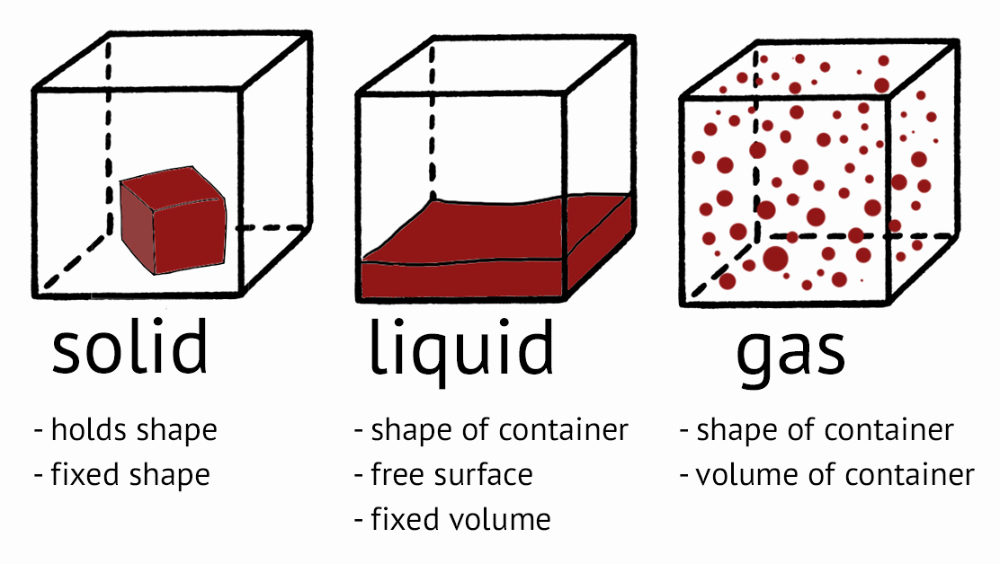 solid
- holds shape
- fixed shape
liquid
- shape of container
- free surface
- fixed volume
gas
- shape of container
- volume of container